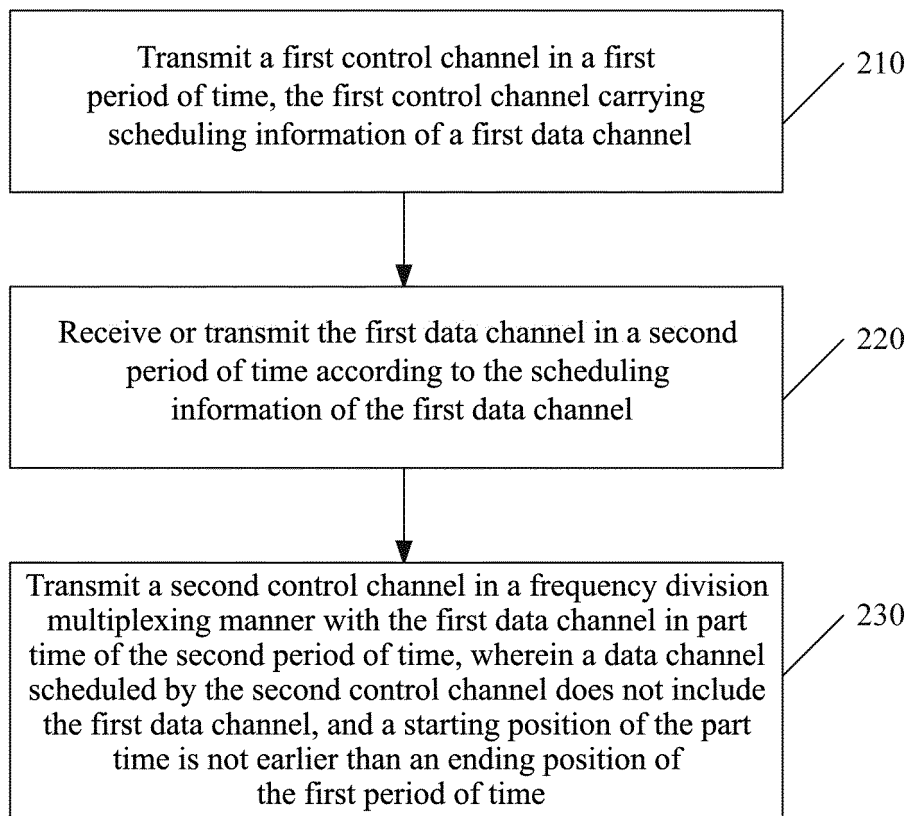 Transmit a first control channel in a first
period of time, the first control channel carrying
scheduling information of a first data channel
210
Receive or transmit the first data channel in a second
period of time according to the scheduling
information of the first data channel
220
Transmit a second control channel in a frequency division
multiplexing manner with the first data channel in part
time of the second period of time, wherein a data channel
scheduled by the second control channel does not include
the first data channel, and a starting position of the part
time is not earlier than an ending position of
the first period of time
230